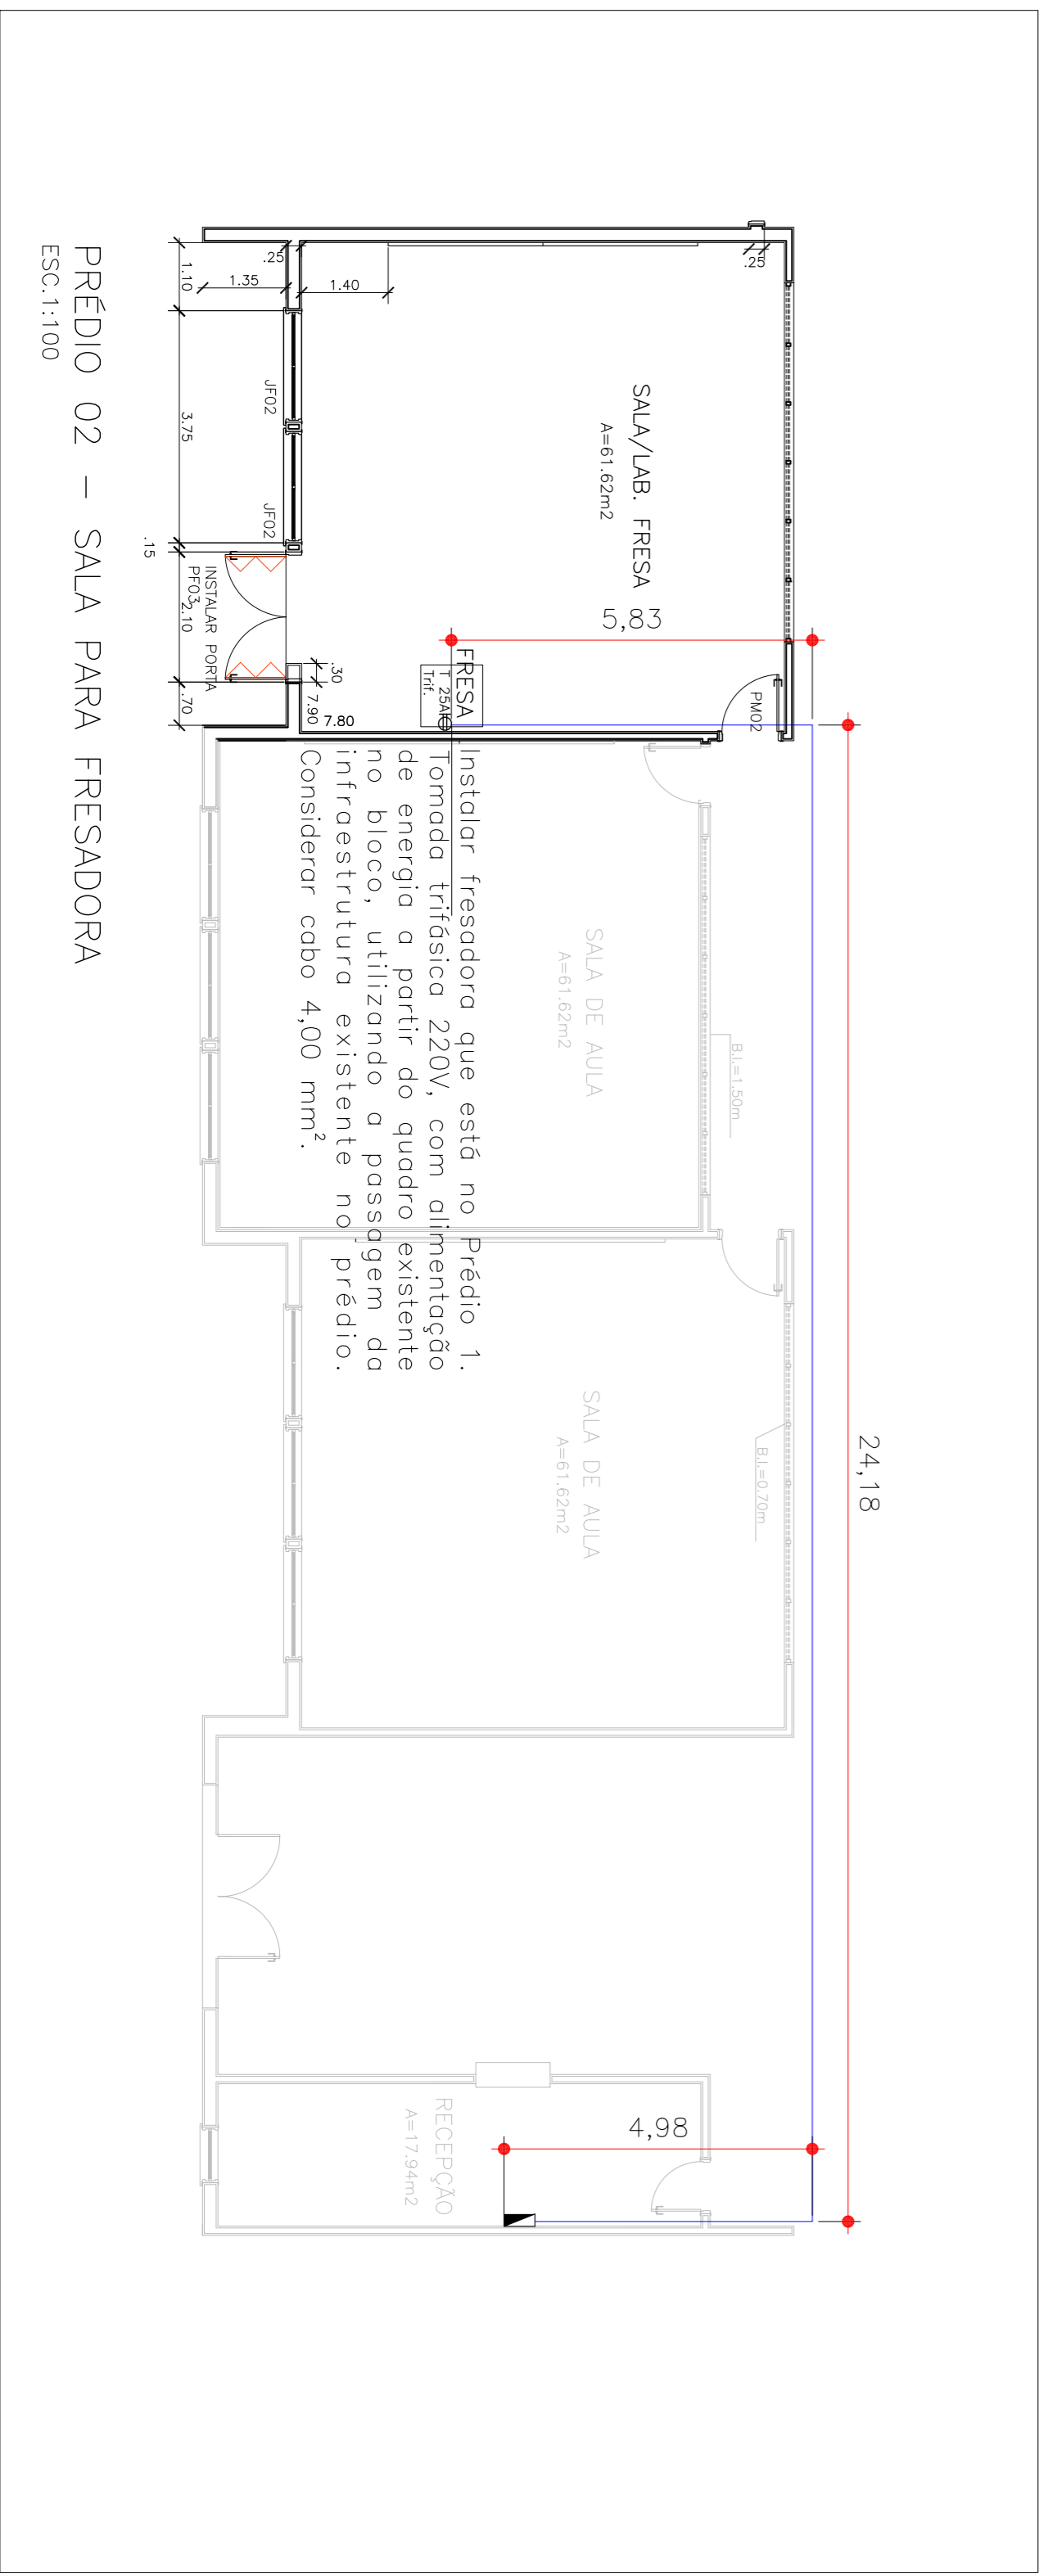 24,18
5,83
4,98
PM02
.25
B.I.=0.70m
B.I.=1.50m
SALA/LAB. FRESA
A=61.62m2
SALA DE AULA
A=61.62m2
SALA DE AULA
A=61.62m2
FRESA
T 25A
Trif.
Instalar fresadora que está no Prédio 1.
Tomada trifásica 220V, com alimentação
de energia a partir do quadro existente
no bloco, utilizando a passagem da
infraestrutura existente no prédio.
Considerar cabo 4,00 mm².
RECEPÇÃO
A=17.94m2
1.40
7.80
7.90
.30
.25
JF02
JF02
1.35
INSTALAR PORTA
PF03
1.10
3.75
2.10
.70
.15
PRÉDIO 02 – SALA PARA FRESADORA
ESC.1:100